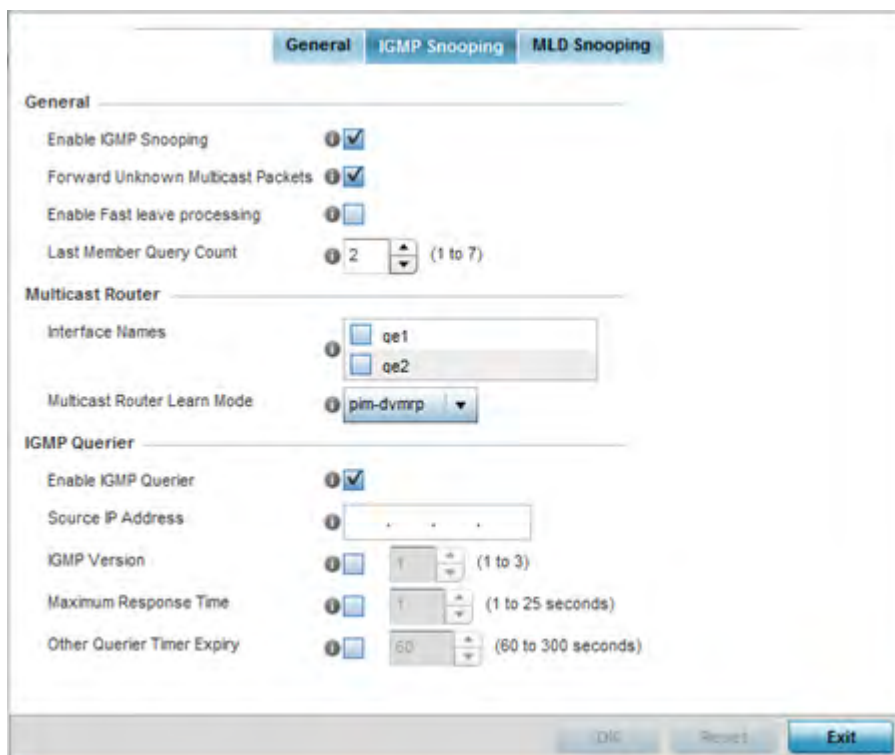 General IGMP Snooping MLD Snooping
General
Enable IGMP Snooping
Forward Unknown Multicast Packets
Enable Fast leave processing
Last Member Query Count 2 (1 to 7)
Multicast Router
Interface Names
qe1
qe2
Multicast Router Learn Mode pim-dvmrp
IGMP Querier
Enable IGMP Querier
Source IP Address . . .
IGMP Version 1 (1 to 3)
Maximum Response Time 1 (1 to 25 seconds)
Other Querier Timer Expiry 60 (60 to 300 seconds)
OK Reset Exit